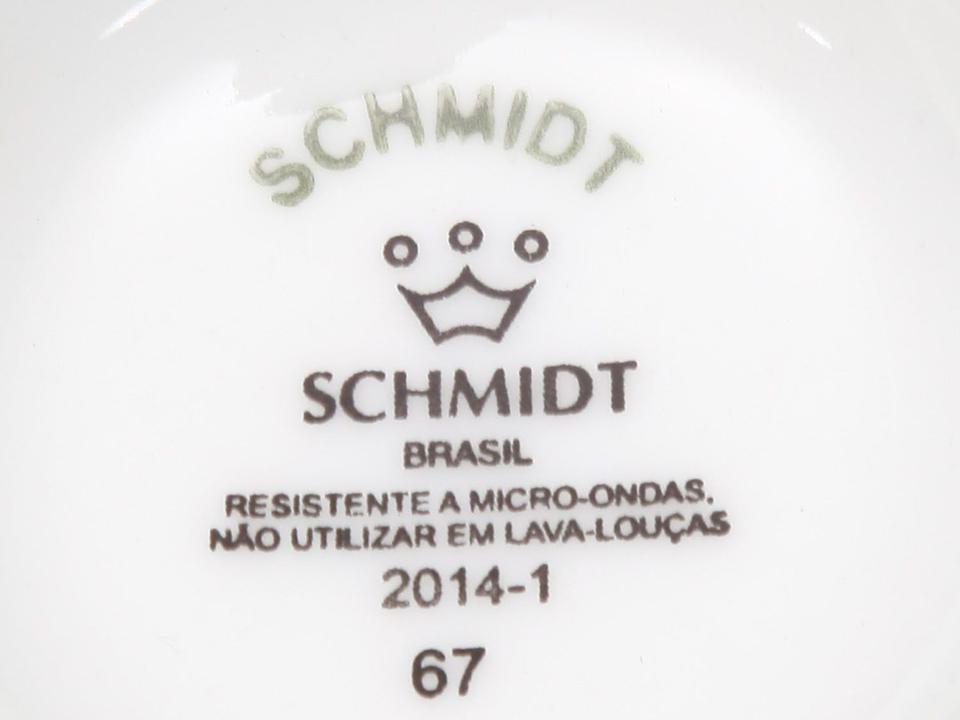 SCHMIDT
SCHMIDT
BRASIL
RESISTENTE A MICRO-ONDAS.
NÃO UTILIZAR EM LAVA-LOUÇAS
2014-1
67